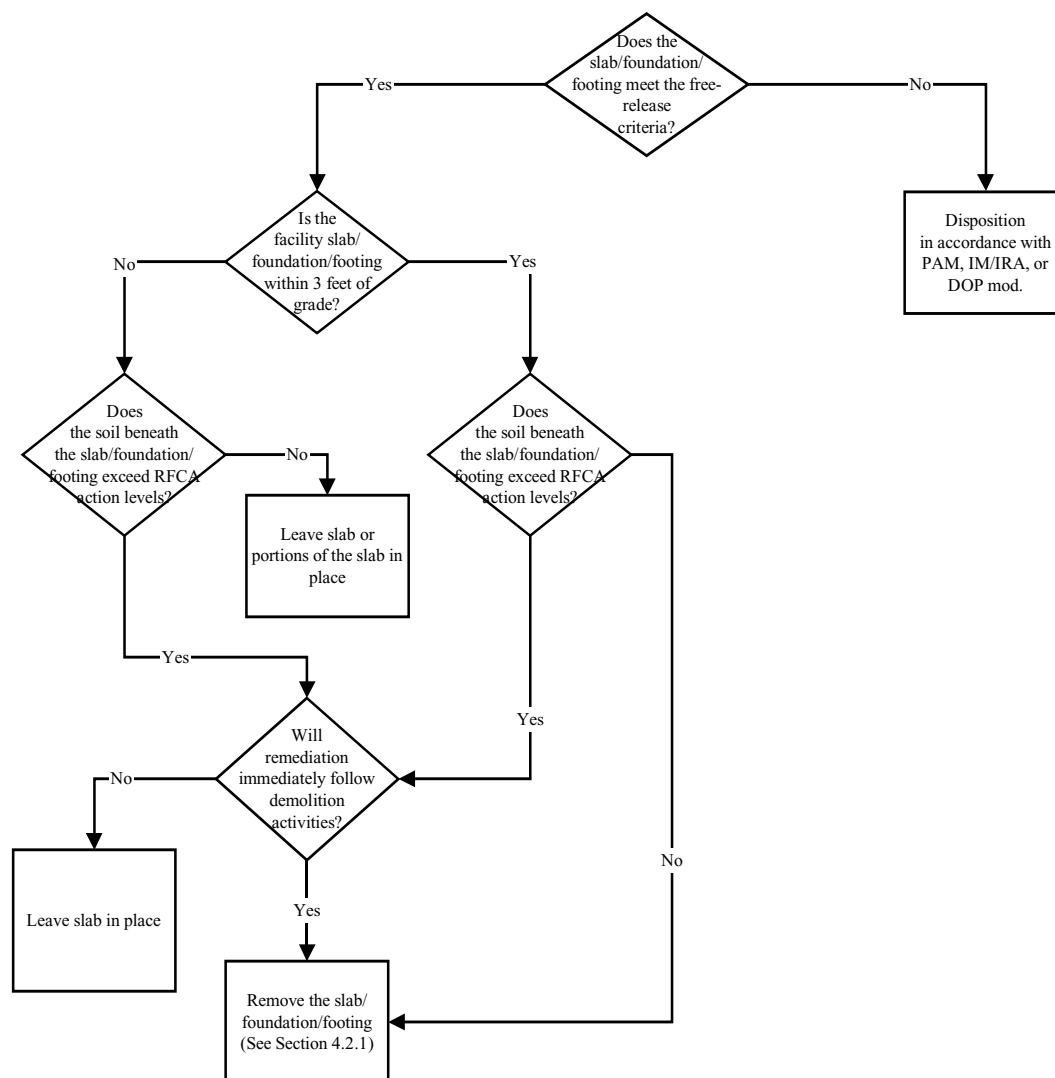 Does the
slab/foundation/
footing meet the free-
release
criteria?
Yes
No
Is the
facility slab/
foundation/footing
within 3 feet of
grade?
Disposition
in accordance with
PAM, IM/IRA, or
DOP mod.
No
Yes
Does
the soil beneath
the slab/foundation/
footing exceed RFCA
action levels?
No
Does
the soil beneath
the slab/foundation/
footing exceed RFCA
action levels?
Leave slab or
portions of the slab in
place
Yes
Yes
Will
remediation
immediately follow
demolition
activities?
No
No
Leave slab in place
Yes
Remove the slab/
foundation/footing
(See Section 4.2.1)